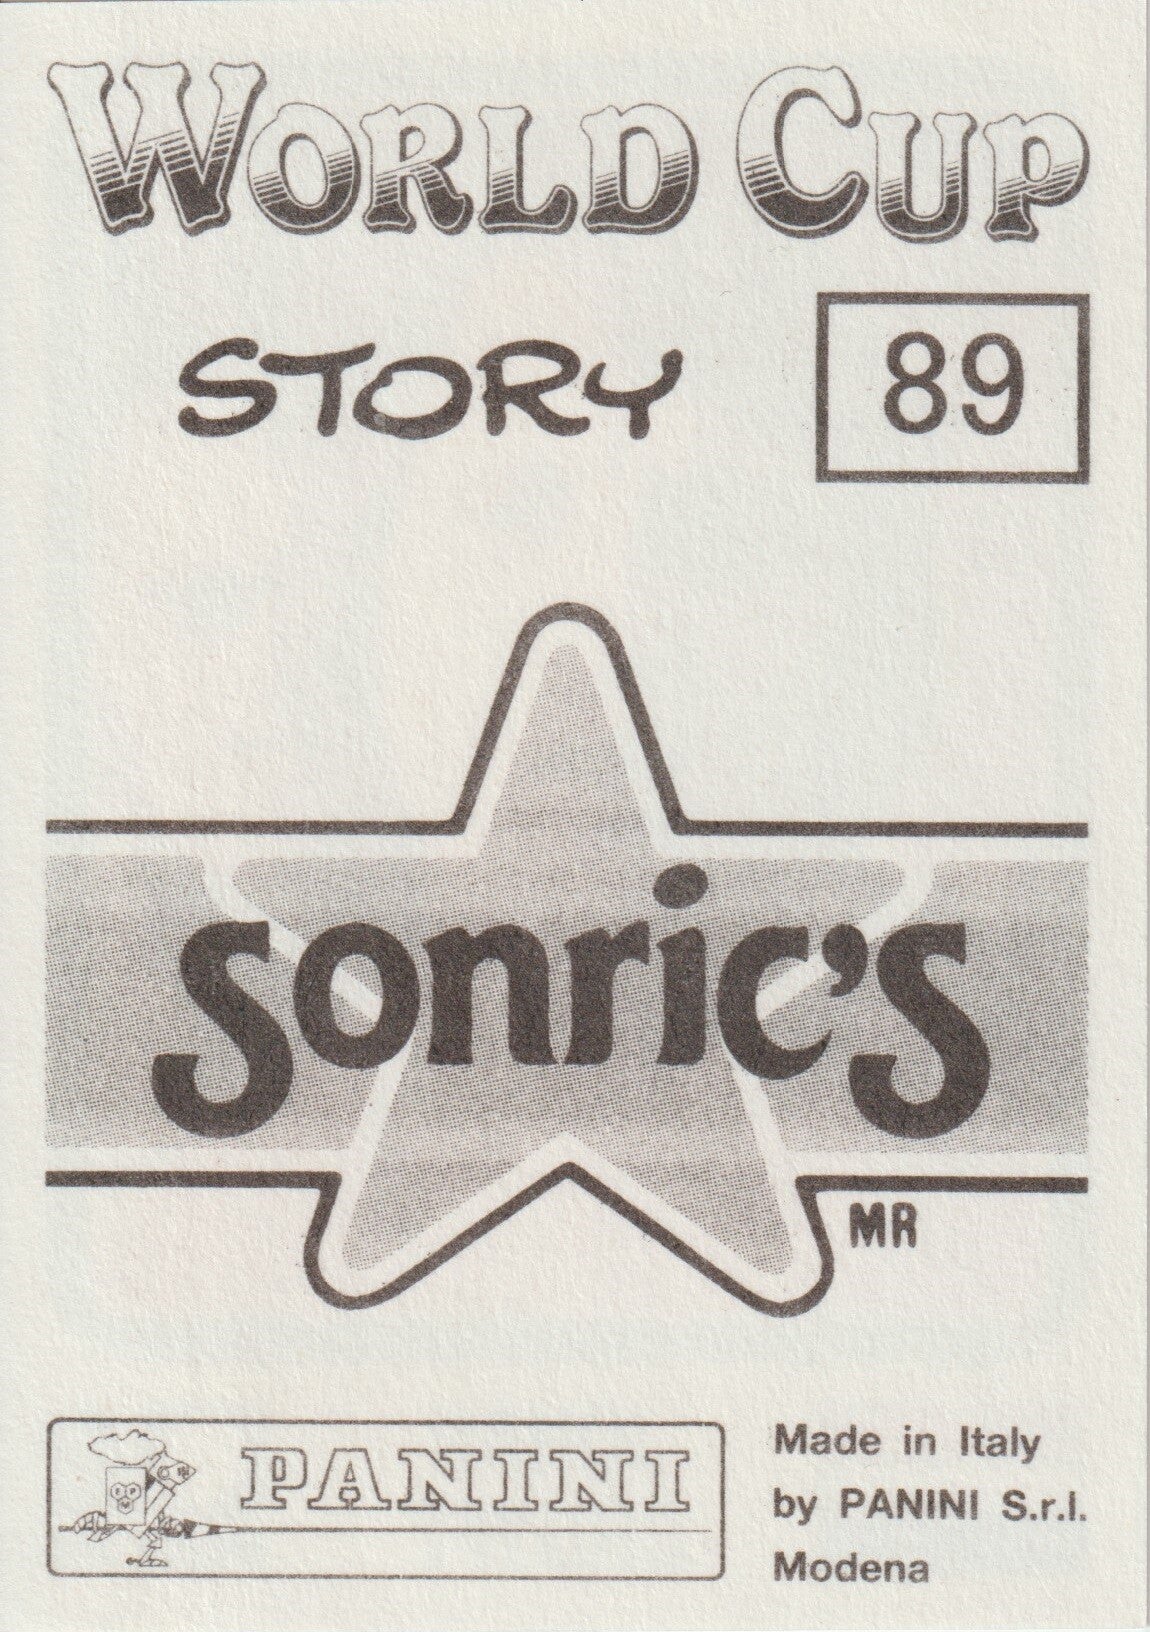 WORLD CUP
STORY
89
sonric's
MR
PANINI
Made in Italy
by PANINI S.r.l.
Modena